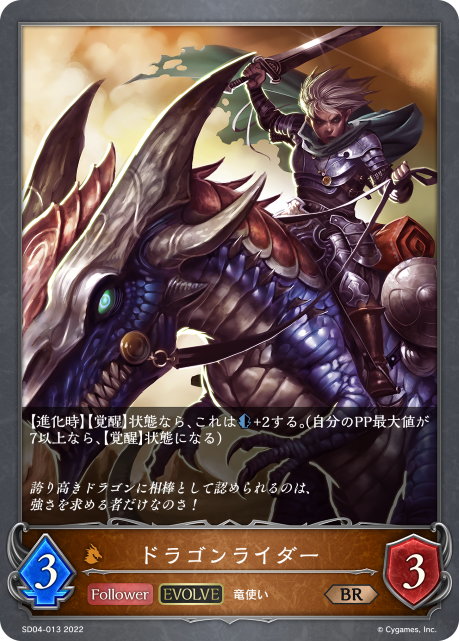 【進化時】【覚醒】状態なら、これは+2する。(自分のPP最大値が
7以上なら、【覚醒】状態になる)
誇り高きドラゴンに相棒として認められるのは、
強さを求める者だけなのさ！
ドラゴンライダー
3
3
Follower EVOLVE 竜使い BR
SD04-013 2022 © Cygames, Inc.